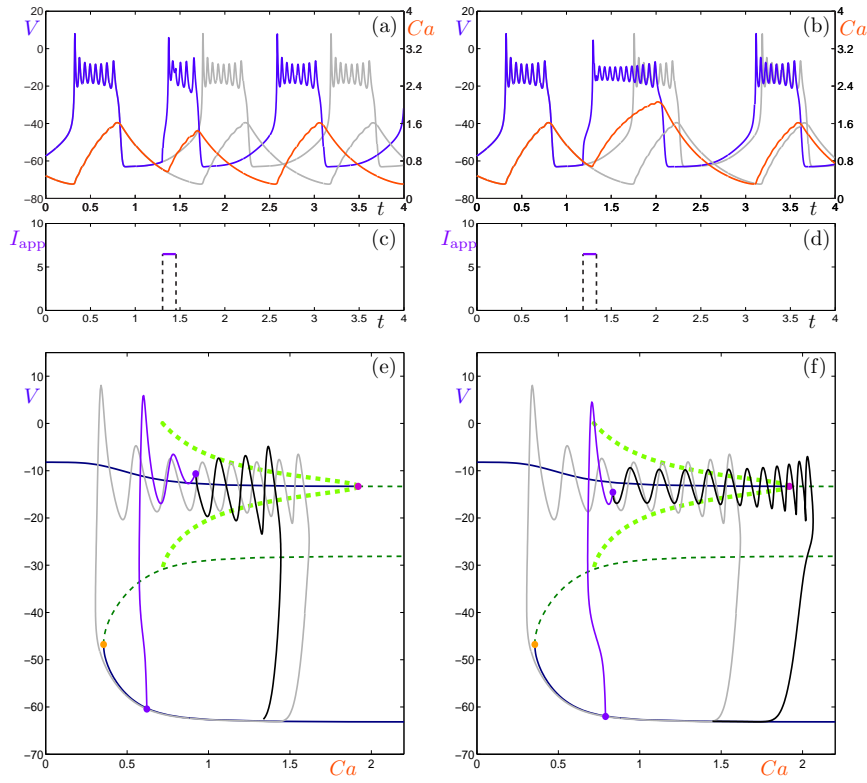 20 (a) 4 20 (b) 4
V Ca V Ca
0 3.2 0 3.2
−20 2.4 −20 2.4
−40 1.6 −40 1.6
−60 0.8 −60 0.8
−80 0 −80 0
0 0.5 1 1.5 2 2.5 3 t 3.5 4 0 0.5 1 1.5 2 2.5 3 t 3.5 4
10 (c) 10 (d)
I_app I_app
5 5
0 0
0 0.5 1 1.5 2 2.5 3 3.5 t 4 0 0.5 1 1.5 2 2.5 3 3.5 t 4
(e) (f)
10 10
V V
0 0
−10 −10
−20 −20
−30 −30
−40 −40
−50 −50
−60 −60
−70 −70
0 0.5 1 1.5 Ca 2 0 0.5 1 1.5 Ca 2